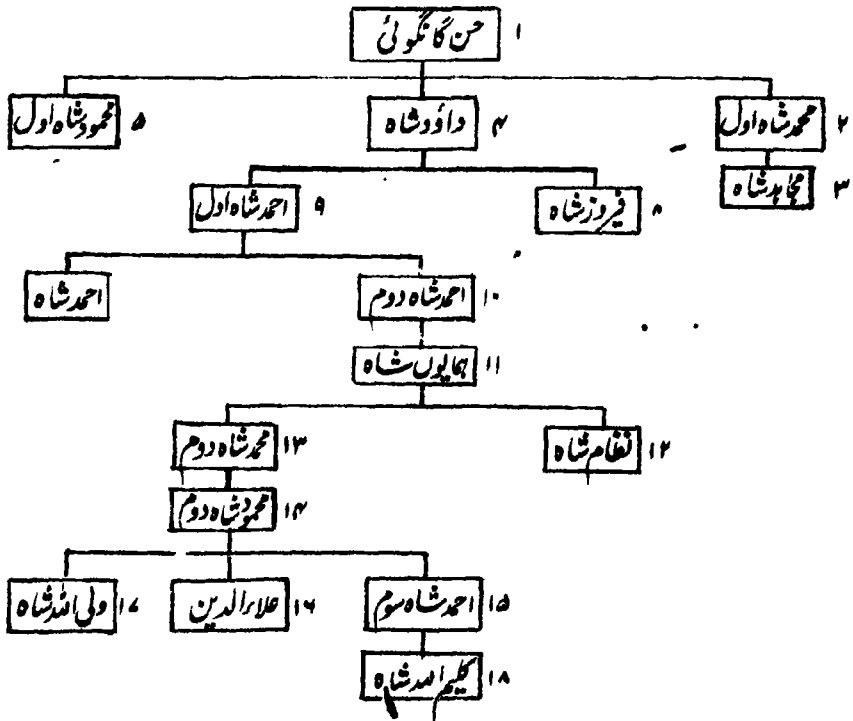 ۱ حسن گانگوئی
۲ محمد شاہ اول
۴ داؤد شاہ
۵ محمود شاہ اول
۳ مجاہد شاہ
۸ فیروز شاہ
۹ احمد شاہ اول
۱۰ احمد شاہ دوم
احمد شاہ
۱۱ ہمایوں شاہ
۱۲ نظام شاہ
۱۳ محمد شاہ دوم
۱۴ محمود شاہ دوم
۱۵ احمد شاہ سوم
۱۶ علاء الدین
۱۷ ولی اللہ شاہ
۱۸ کلیم اللہ شاہ